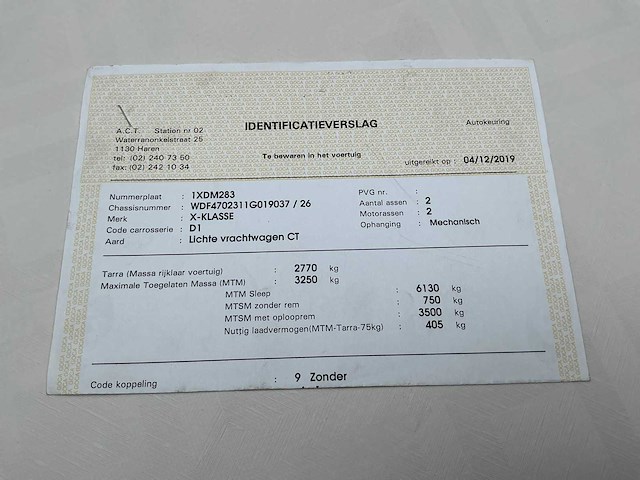 A.C.T. Station nr 02
Waterranonkelstraat 25
1130 Haren
tel: (02) 240 73 50
fax: (02) 242 10 34
IDENTIFICATIEVERSLAG
Te bewaren in het voertuig
Autokeuring
uitgereikt op : 04/12/2019
Nummerplaat : 1XDM283
Chassisnummer : WDF4702311G019037 / 26
Merk : X-KLASSE
Code carrosserie : D1
Aard : Lichte vrachtwagen CT
PVG nr. :
Aantal assen : 2
Motorassen : 2
Ophanging : Mechanisch
Tarra (Massa rijklaar voertuig) : 2770 kg
Maximale Toegelaten Massa (MTM) : 3250 kg
MTM Sleep : 6130 kg
MTSM zonder rem : 750 kg
MTSM met oplooprem : 3500 kg
Nuttig laadvermogen(MTM-Tarra-75kg) : 405 kg
Code koppeling : 9 Zonder